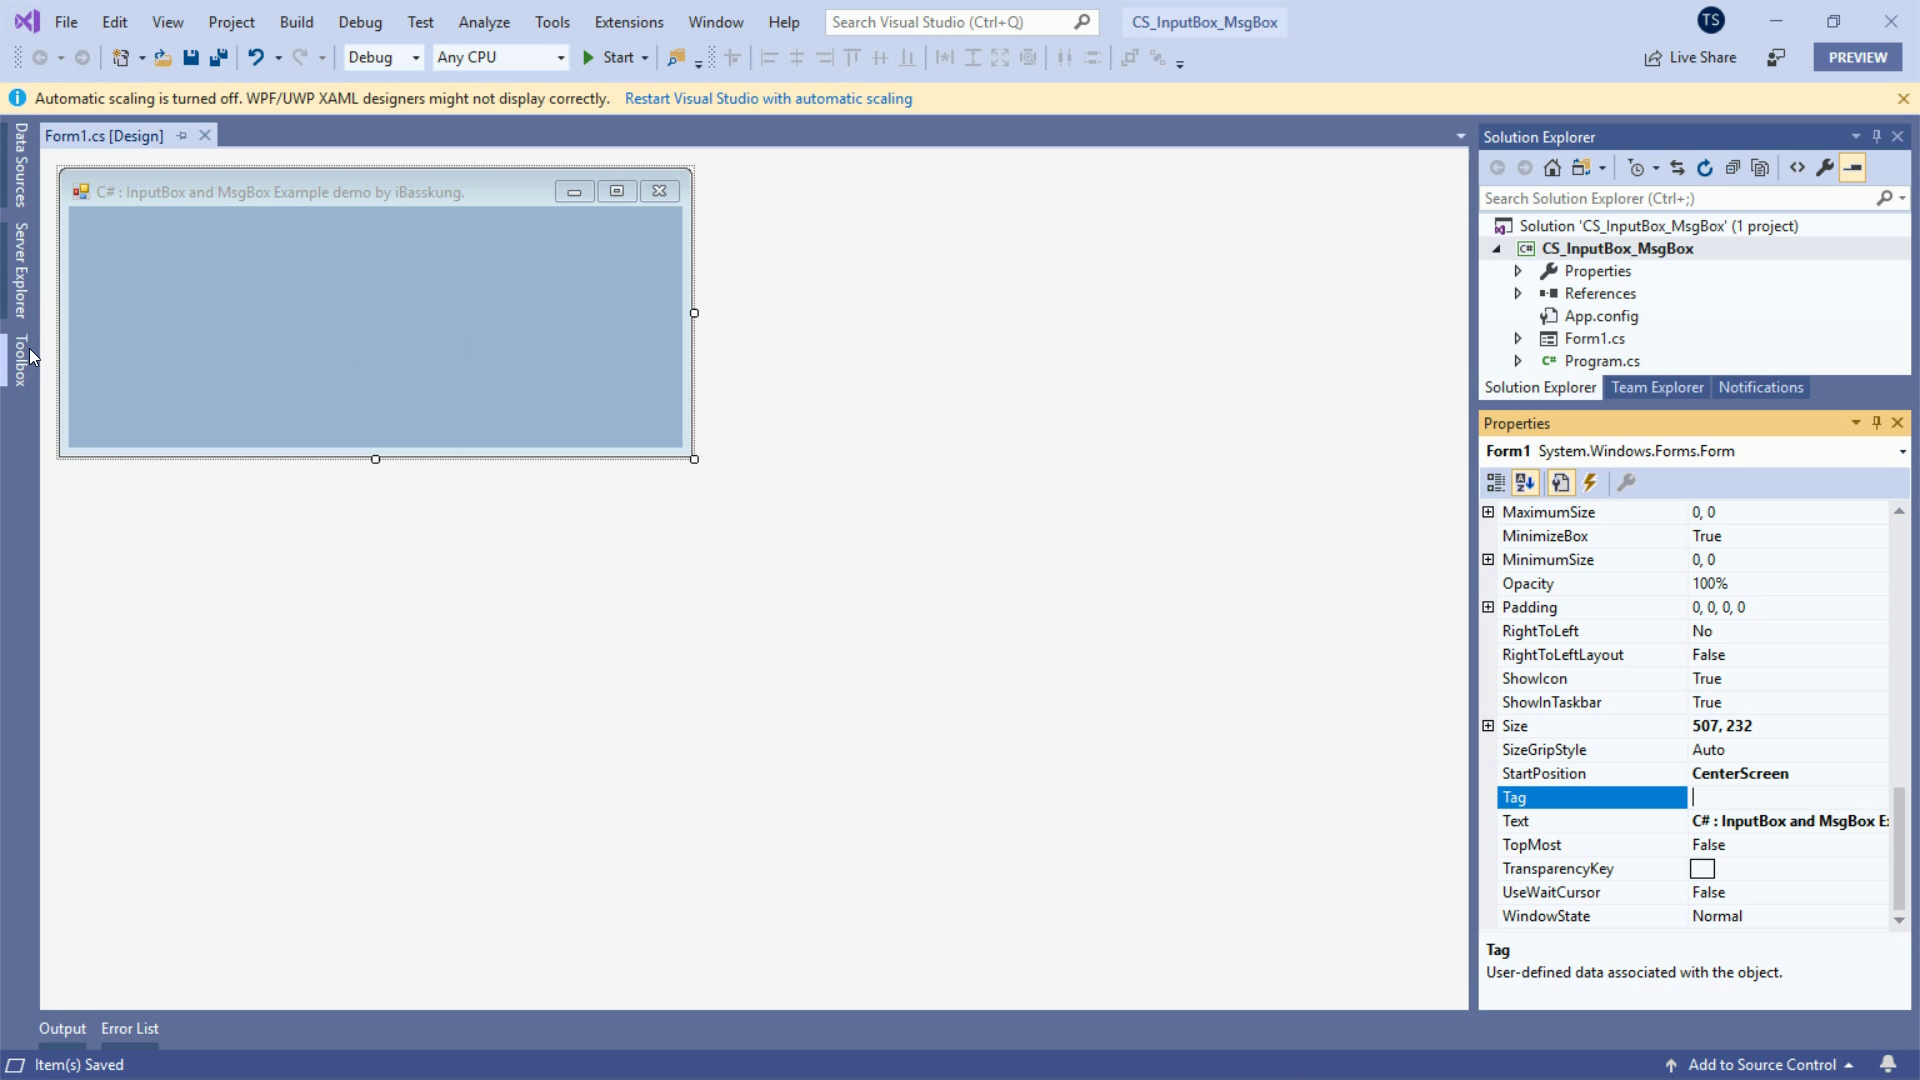 File Edit View Project Build Debug Test Analyze Tools Extensions Window Help Search Visual Studio (Ctrl+Q) CS_InputBox_MsgBox TS
Debug Any CPU Start Live Share PREVIEW
Automatic scaling is turned off. WPF/UWP XAML designers might not display correctly. Restart Visual Studio with automatic scaling
Data Sources
Server Explorer
Toolbox
Form1.cs [Design]
C# : InputBox and MsgBox Example demo by iBasskung.
Solution Explorer
Search Solution Explorer (Ctrl+;)
Solution 'CS_InputBox_MsgBox' (1 project)
C# CS_InputBox_MsgBox
Properties
References
App.config
Form1.cs
C# Program.cs
Solution Explorer Team Explorer Notifications
Properties
Form1 System.Windows.Forms.Form
MaximumSize 0, 0
MinimizeBox True
MinimumSize 0, 0
Opacity 100%
Padding 0, 0, 0, 0
RightToLeft No
RightToLeftLayout False
ShowIcon True
ShowInTaskbar True
Size 507, 232
SizeGripStyle Auto
StartPosition CenterScreen
Tag
Text C# : InputBox and MsgBox E
TopMost False
TransparencyKey
UseWaitCursor False
WindowState Normal
Tag
User-defined data associated with the object.
Output Error List
Item(s) Saved Add to Source Control